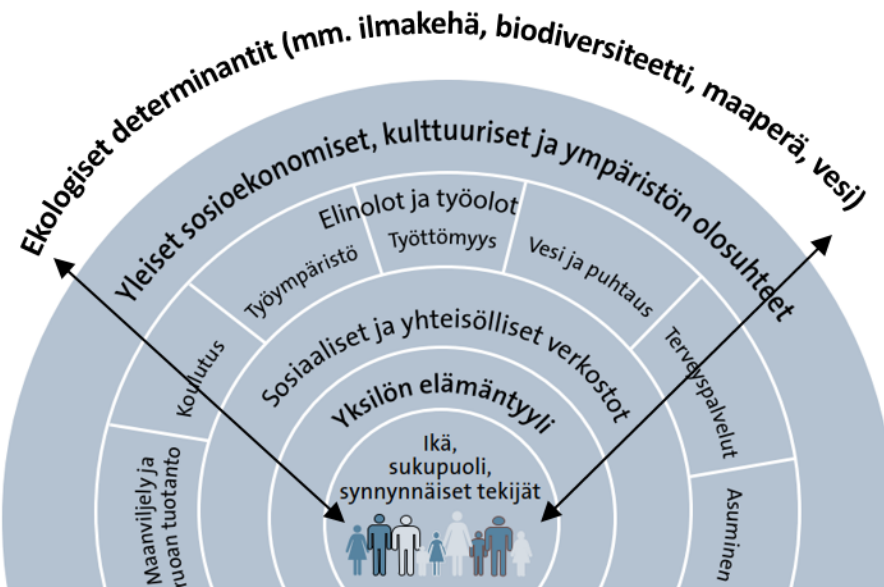 Ekologiset determinantit (mm. ilmakehä, biodiversiteetti, maaperä, vesi)
Yleiset sosioekonomiset, kulttuuriset ja ympäristön olosuhteet
Elinolot ja työolot
Maanviljely ja
ruoan tuotanto
Koulutus
Työympäristö
Työttömyys
Vesi ja puhtaus
Terveyspalvelut
Asuminen
Sosiaaliset ja yhteisölliset verkostot
Yksilön elämäntyyli
Ikä,
sukupuoli,
synnynnäiset tekijät